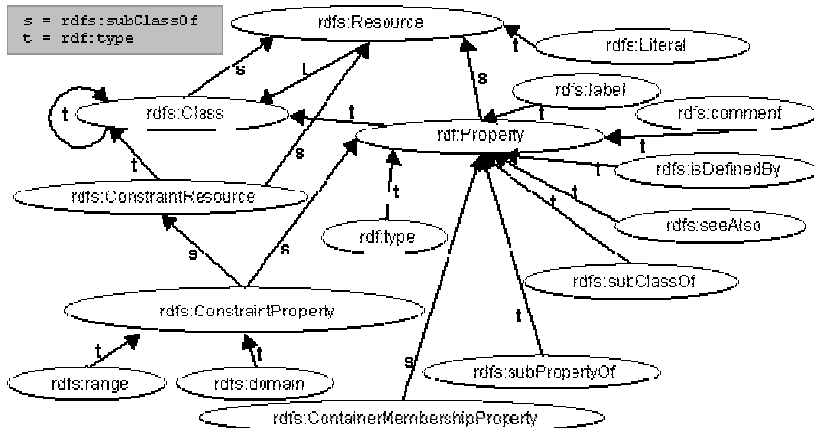 s = rdfs:subClassOf
t = rdf:type
rdfs:Resource
rdfs:Literal
s
t
t
s
rdfs:label
rdfs:Class
t
t
t
rdfs:comment
rdf:Property
t
s
t
t
rdfs:isDefinedBy
rdfs:ConstraintResource
t
t
t
rdf:type
rdfs:seeAlso
s
s
rdfs:subClassOf
rdfs:ConstraintProperty
t
t
t
s
rdfs:range
rdfs:domain
rdfs:subPropertyOf
rdfs:ContainerMembershipProperty